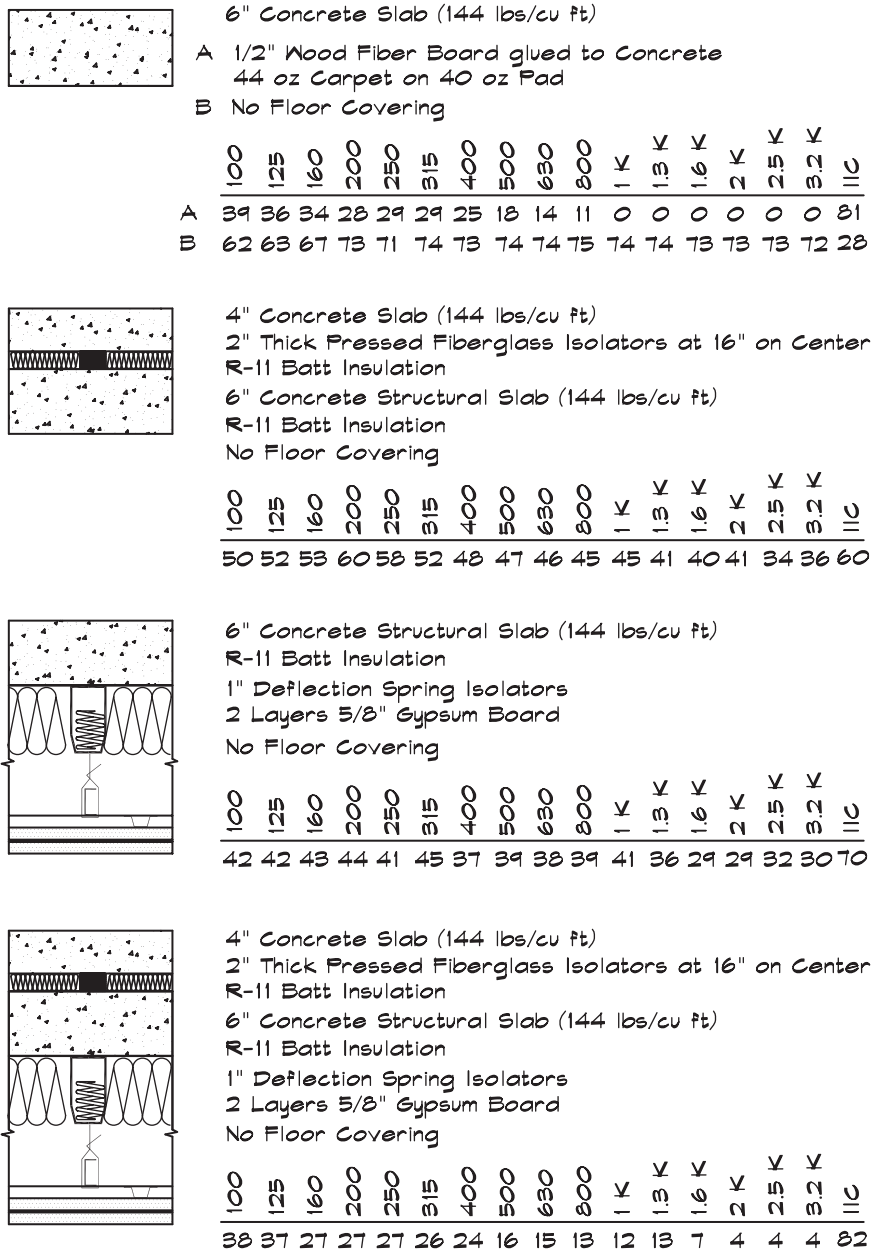 6" Concrete Slab (144 lbs/cu ft)
A 1/2" Wood Fiber Board glued to Concrete
44 oz Carpet on 40 oz Pad
B No Floor Covering
100 125 160 200 250 315 400 500 630 800 1 K 1.3 K 1.6 K 2 K 2.5 K 3.2 K IIC
A 39 36 34 28 29 29 25 18 14 11 0 0 0 0 0 0 81
B 62 63 67 73 71 74 73 74 74 75 74 74 73 73 73 72 28
4" Concrete Slab (144 lbs/cu ft)
2" Thick Pressed Fiberglass Isolators at 16" on Center
R-11 Batt Insulation
6" Concrete Structural Slab (144 lbs/cu ft)
R-11 Batt Insulation
No Floor Covering
100 125 160 200 250 315 400 500 630 800 1 K 1.3 K 1.6 K 2 K 2.5 K 3.2 K IIC
50 52 53 60 58 52 48 47 46 45 45 41 40 41 34 36 60
6" Concrete Structural Slab (144 lbs/cu ft)
R-11 Batt Insulation
1" Deflection Spring Isolators
2 Layers 5/8" Gypsum Board
No Floor Covering
100 125 160 200 250 315 400 500 630 800 1 K 1.3 K 1.6 K 2 K 2.5 K 3.2 K IIC
42 42 43 44 41 45 37 39 38 39 41 36 29 29 32 30 70
4" Concrete Slab (144 lbs/cu ft)
2" Thick Pressed Fiberglass Isolators at 16" on Center
R-11 Batt Insulation
6" Concrete Structural Slab (144 lbs/cu ft)
R-11 Batt Insulation
1" Deflection Spring Isolators
2 Layers 5/8" Gypsum Board
No Floor Covering
100 125 160 200 250 315 400 500 630 800 1 K 1.3 K 1.6 K 2 K 2.5 K 3.2 K IIC
38 37 27 27 27 26 24 16 15 13 12 13 7 4 4 4 82